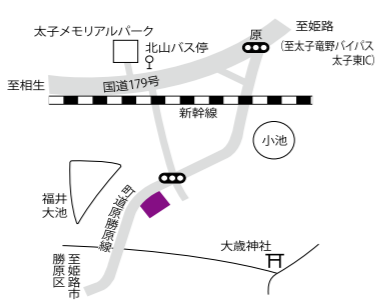 太子メモリアルパーク
北山バス停
原
至姫路
(至太子竜野バイパス
太子東IC)
至相生
国道179号
新幹線
小池
福井
大池
町道原勝原線
大歳神社
至姫路市
勝原区